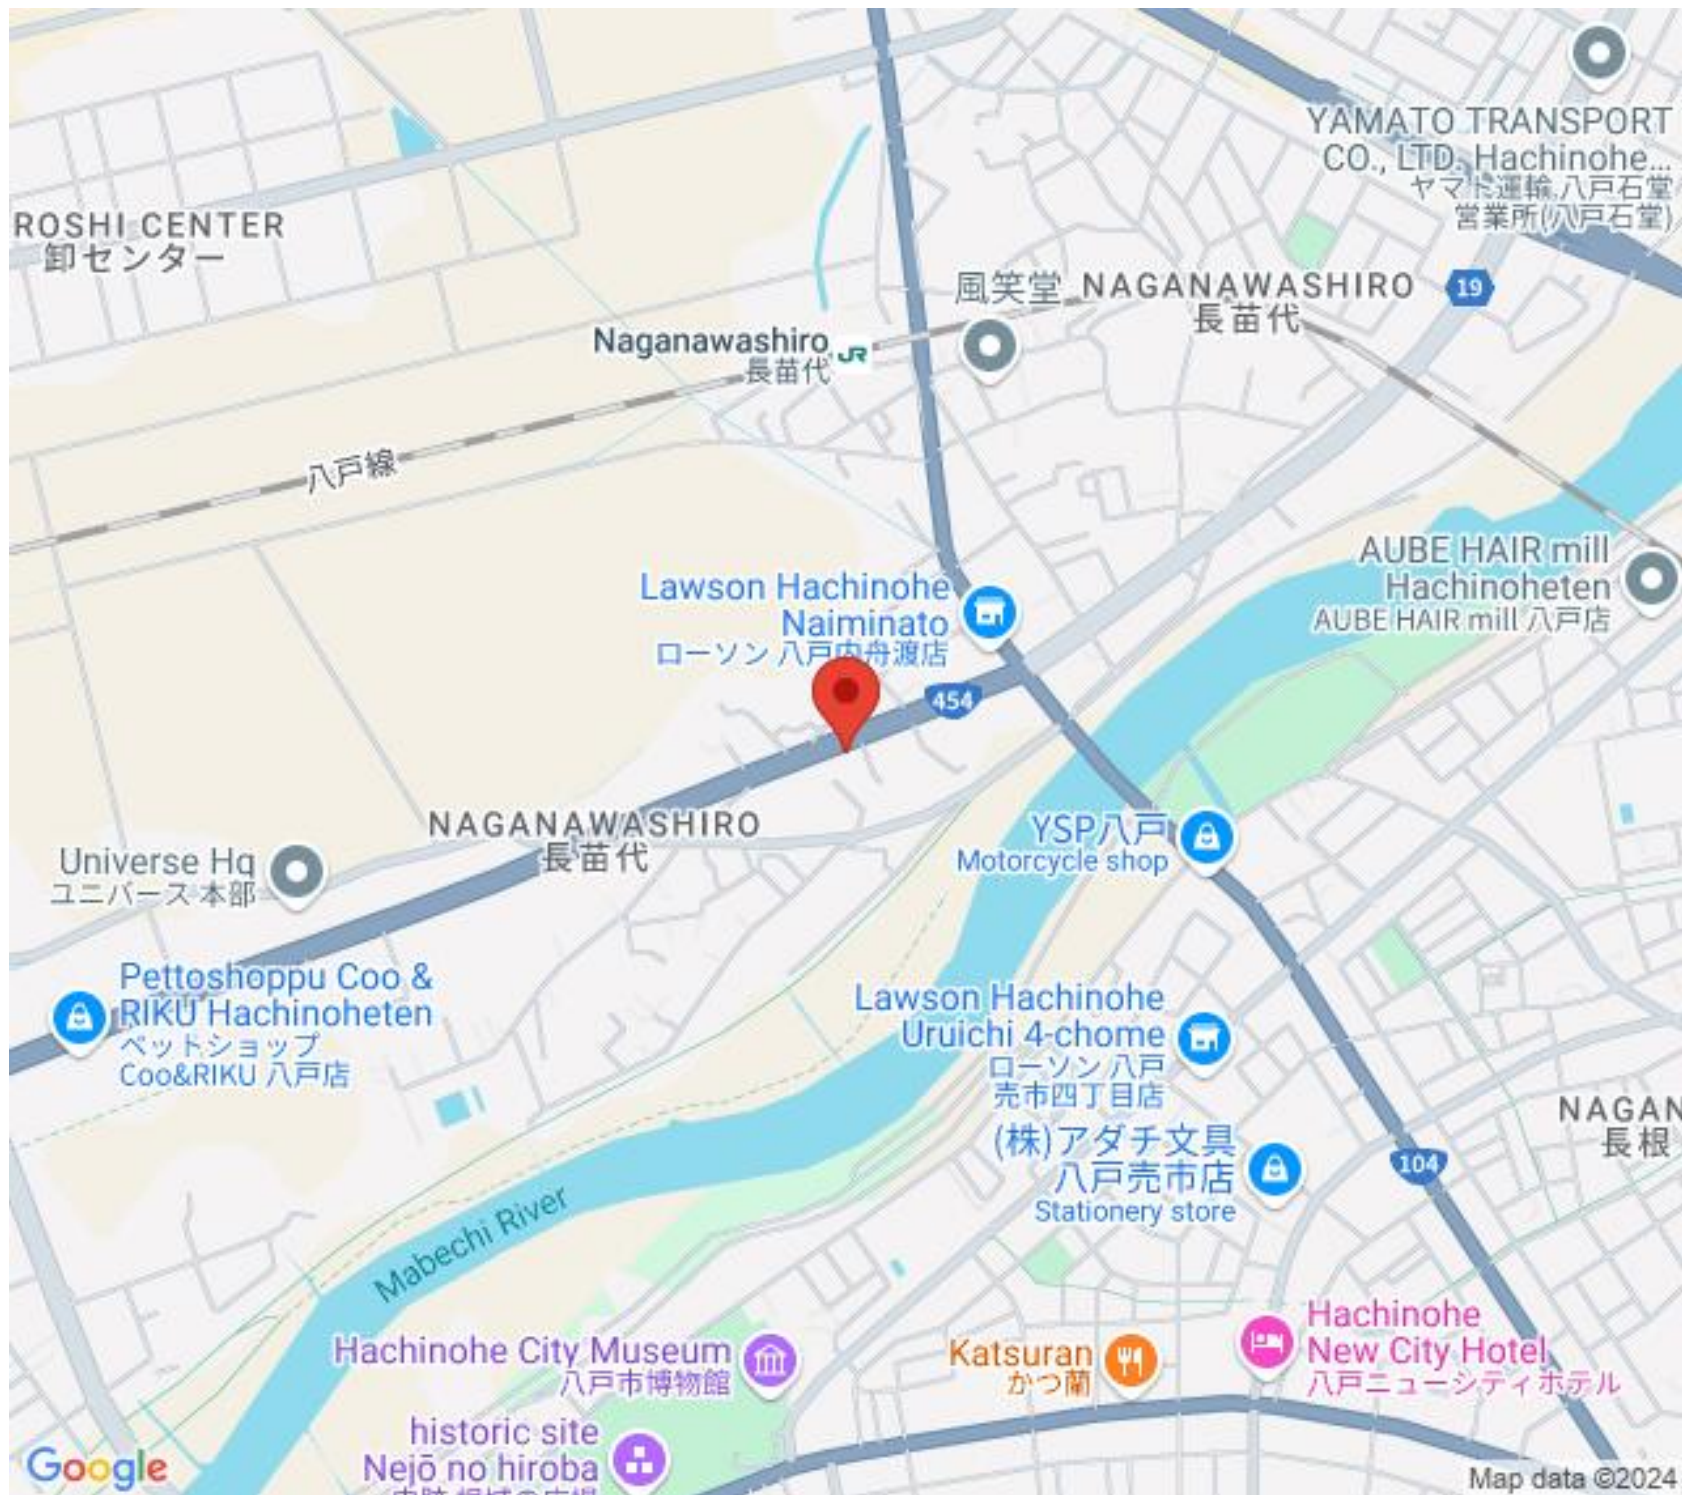 YAMATO TRANSPORT
CO., LTD. Hachinohe...
ヤマト運輸 八戸石堂
営業所(八戸石堂)
ROSHI CENTER
卸センター
風笑堂
NAGANAWASHIRO
長苗代
19
Naganawashiro
長苗代
JR
八戸線
AUBE HAIR mill
Hachinoheten
AUBE HAIR mill 八戸店
Lawson Hachinohe
Naiminato
ローソン 八戸内舟渡店
454
NAGANAWASHIRO
長苗代
YSP八戸
Motorcycle shop
Universe Hq
ユニバース 本部
Pettoshoppu Coo &
RIKU Hachinoheten
ペットショップ
Coo&RIKU 八戸店
Lawson Hachinohe
Uruichi 4-chome
ローソン 八戸
売市四丁目店
NAGAN
長根
(株)アダチ文具
八戸売市店
Stationery store
104
Mabechi River
Hachinohe City Museum
八戸市博物館
Katsuran
かつ蘭
Hachinohe
New City Hotel
八戸ニューシティホテル
historic site
Nejō no hiroba
Google
Map data ©2024